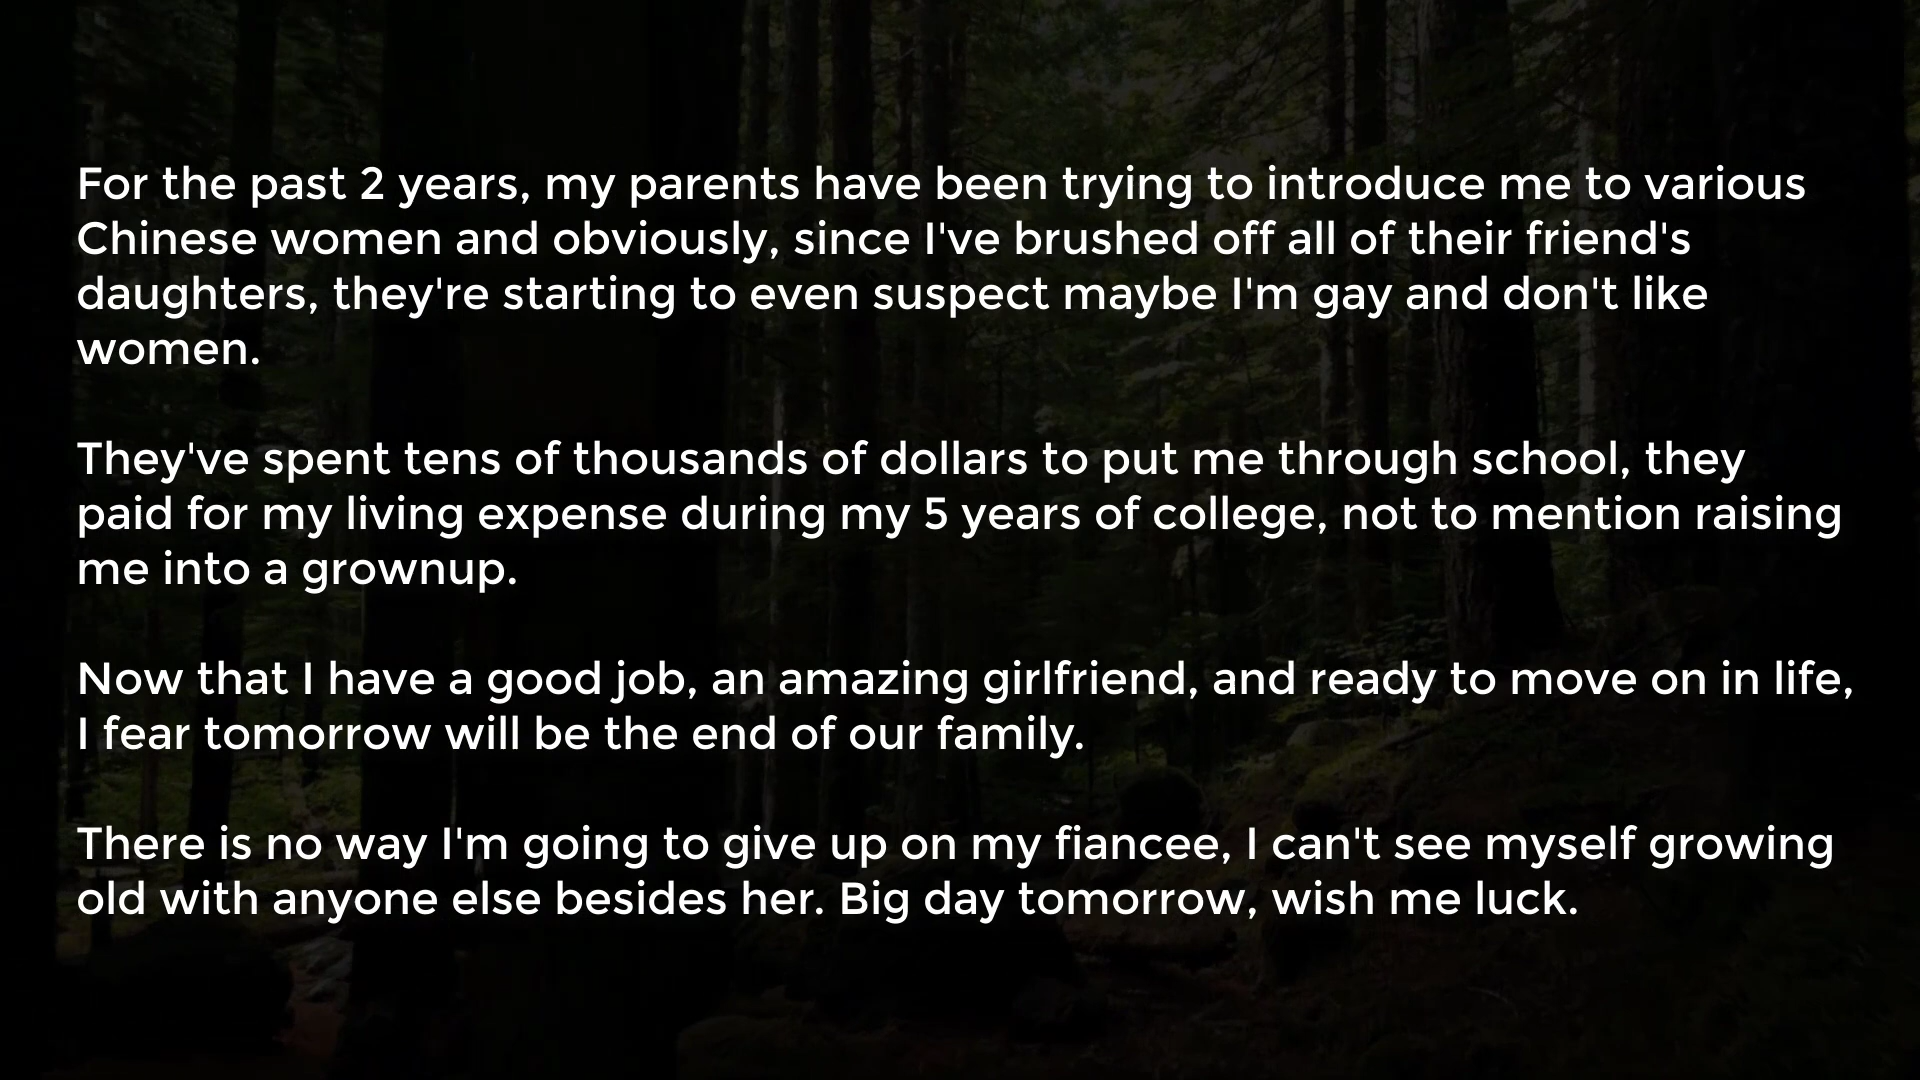 For the past 2 years, my parents have been trying to introduce me to various
Chinese women and obviously, since I've brushed off all of their friend's
daughters, they're starting to even suspect maybe I'm gay and don't like
women.
They've spent tens of thousands of dollars to put me through school, they
paid for my living expense during my 5 years of college, not to mention raising
me into a grownup.
Now that I have a good job, an amazing girlfriend, and ready to move on in life,
I fear tomorrow will be the end of our family.
There is no way I'm going to give up on my fiancee, I can't see myself growing
old with anyone else besides her. Big day tomorrow, wish me luck.